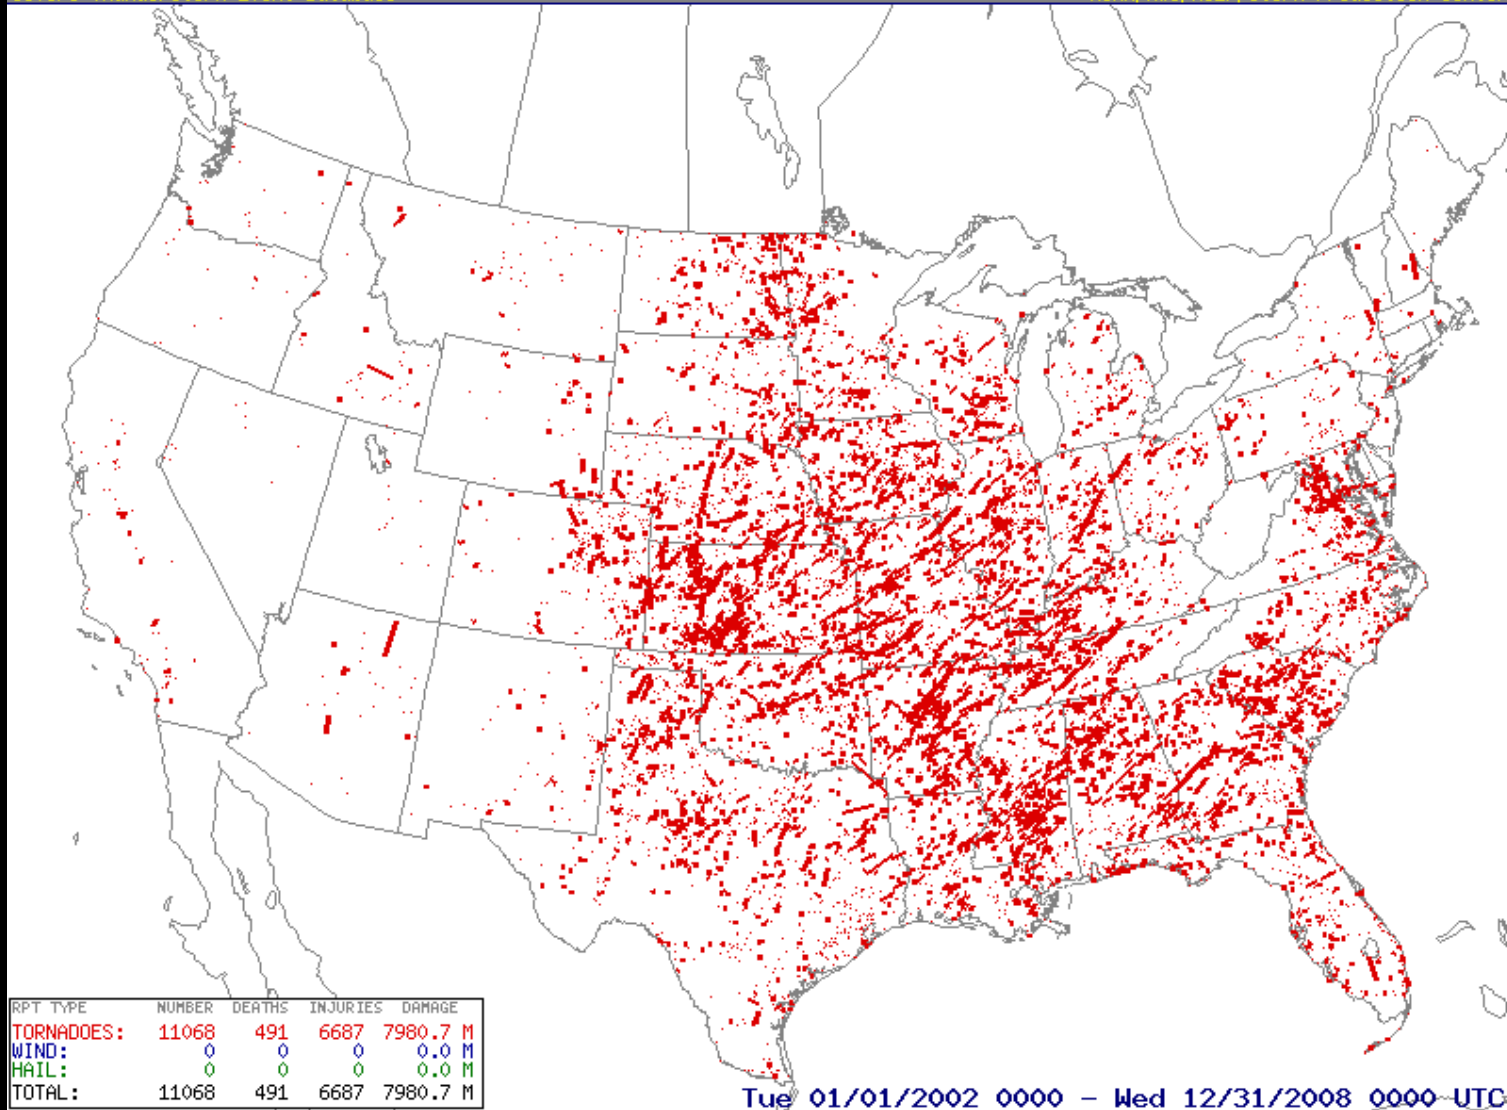 RPT TYPE NUMBER DEATHS INJURIES DAMAGE
TORNADOES: 11068 491 6687 7980.7 M
WIND: 0 0 0 0.0 M
HAIL: 0 0 0 0.0 M
TOTAL: 11068 491 6687 7980.7 M
Tue 01/01/2002 0000 - Wed 12/31/2008 0000 UTC